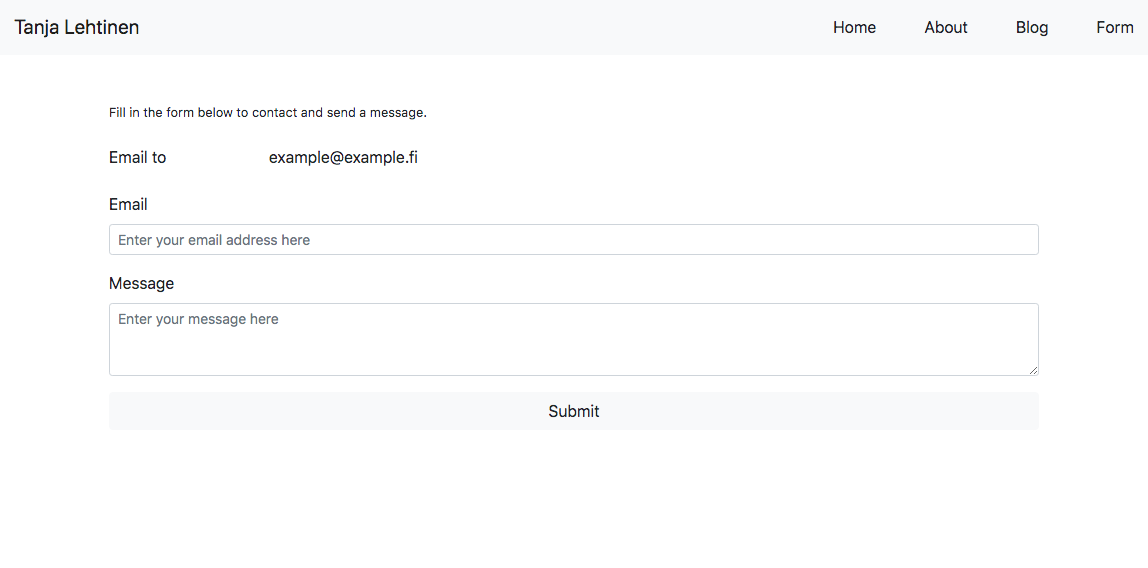 Tanja Lehtinen Home About Blog Form
Fill in the form below to contact and send a message.
Email to example@example.fi
Email
Enter your email address here
Message
Enter your message here
Submit